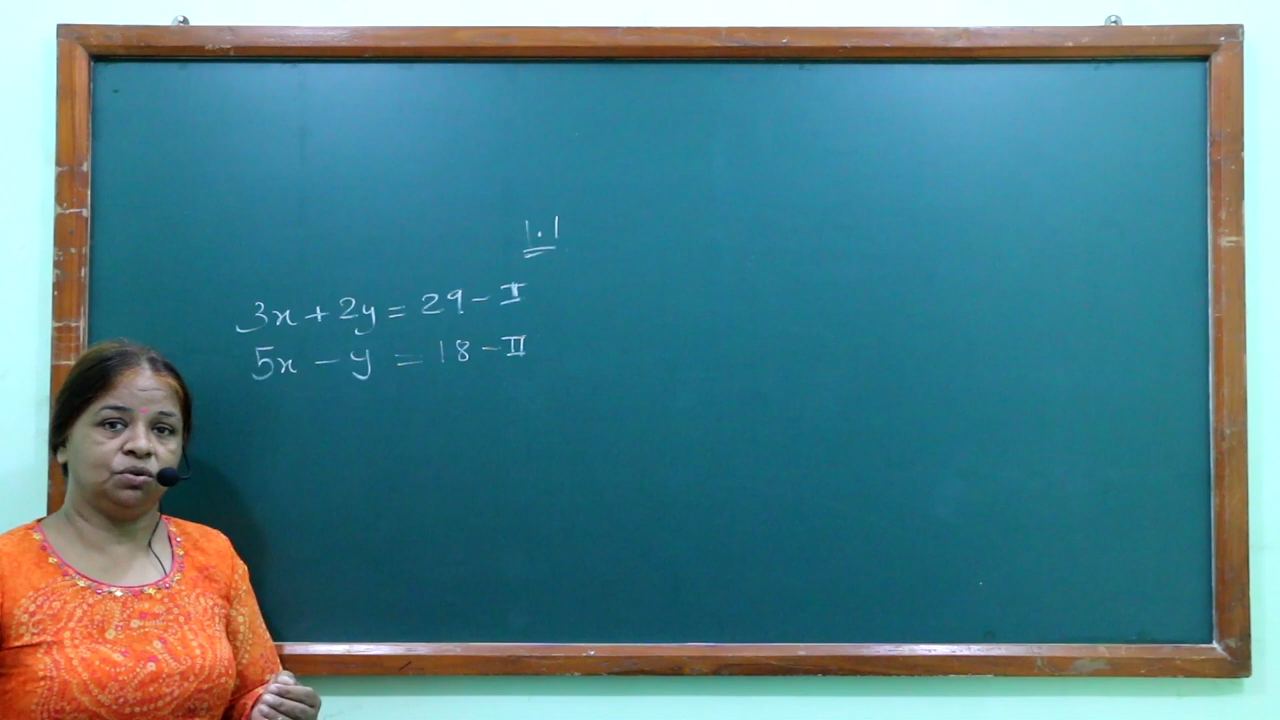 1.1
3x + 2y = 29 - I
5x - y = 18 - II